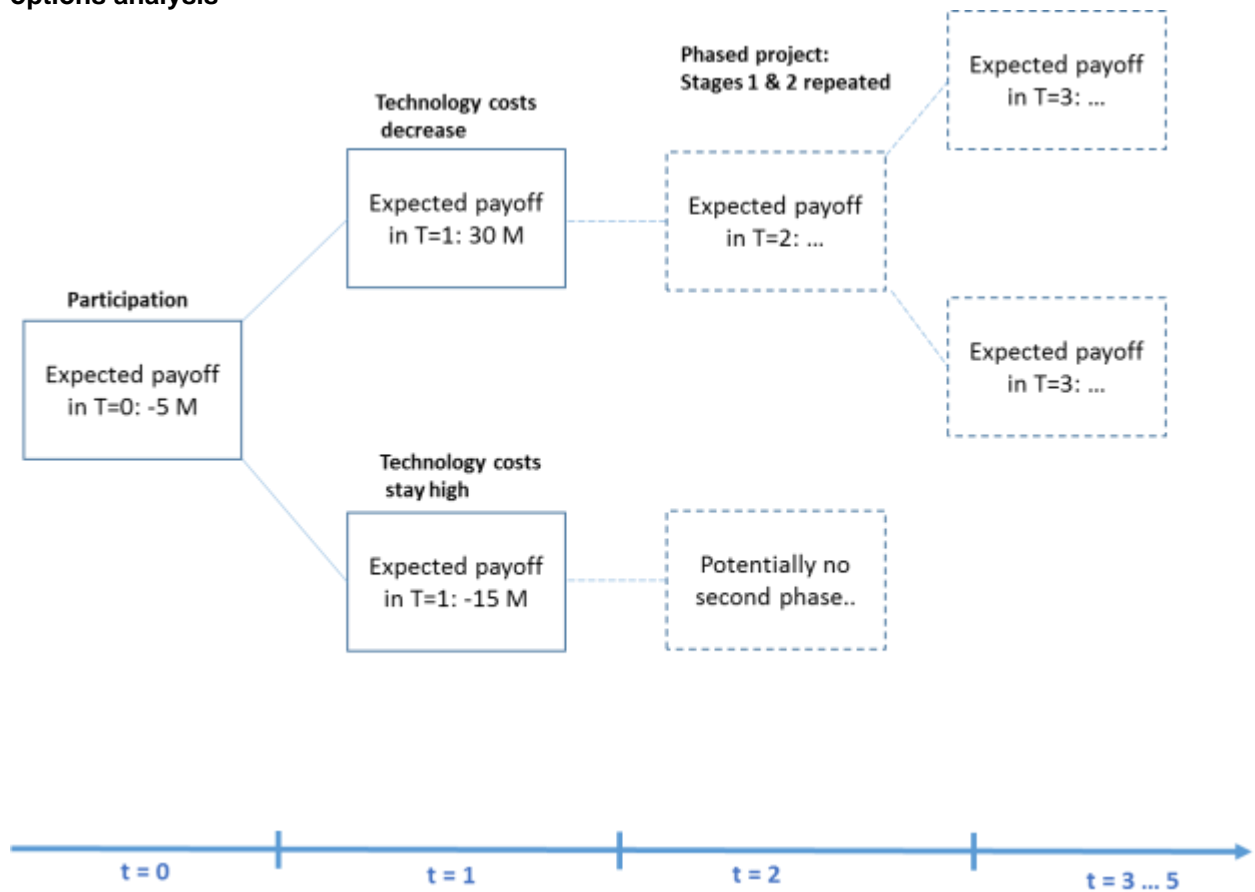 options analysis
Phased project:
Stages 1 & 2 repeated
Expected payoff
in T=3: ...
Technology costs
decrease
Expected payoff
in T=1: 30 M
Expected payoff
in T=2: ...
Participation
Expected payoff
in T=0: -5 M
Expected payoff
in T=3: ...
Technology costs
stay high
Expected payoff
in T=1: -15 M
Potentially no
second phase..
t = 0
t = 1
t = 2
t = 3 ... 5